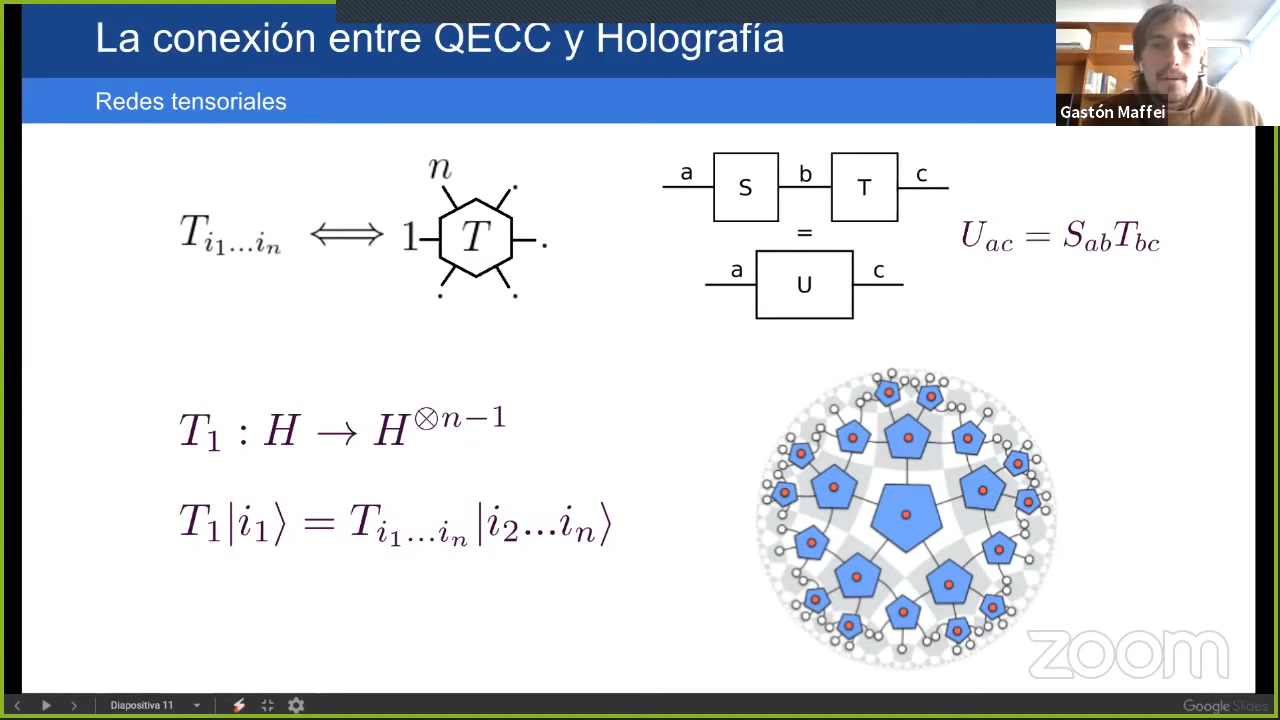 La conexión entre QECC y Holografía
Redes tensoriales
Gastón Maffei
T_{i_1...i_n} ⟺ 1 n T . . . .
a S b T c
=
a U c
U_{ac} = S_{ab}T_{bc}
T_1 : H → H^{⊗n−1}
T_1|i_1⟩ = T_{i_1...i_n}|i_2...i_n⟩
zoom
Diapositiva 11
Google Slides